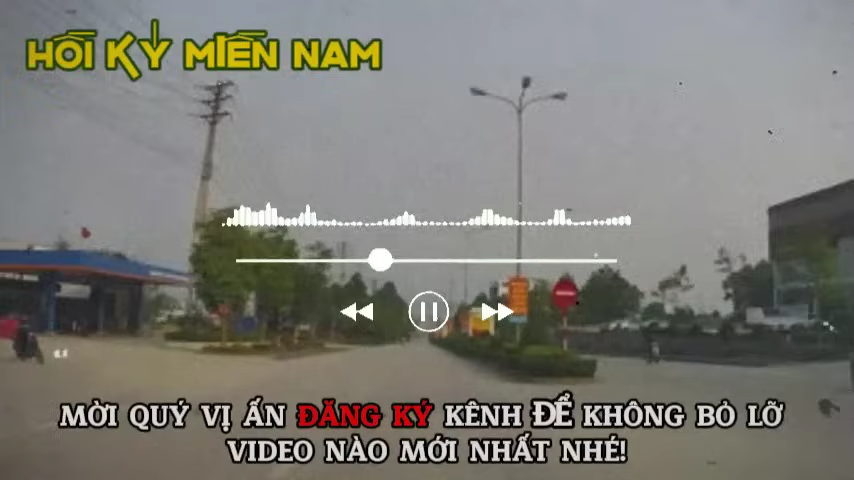 HỒI KÝ MIỀN NAM
MỜI QUÝ VỊ ẤN ĐĂNG KÝ KÊNH ĐỂ KHÔNG BỎ LỠ
VIDEO NÀO MỚI NHẤT NHÉ!